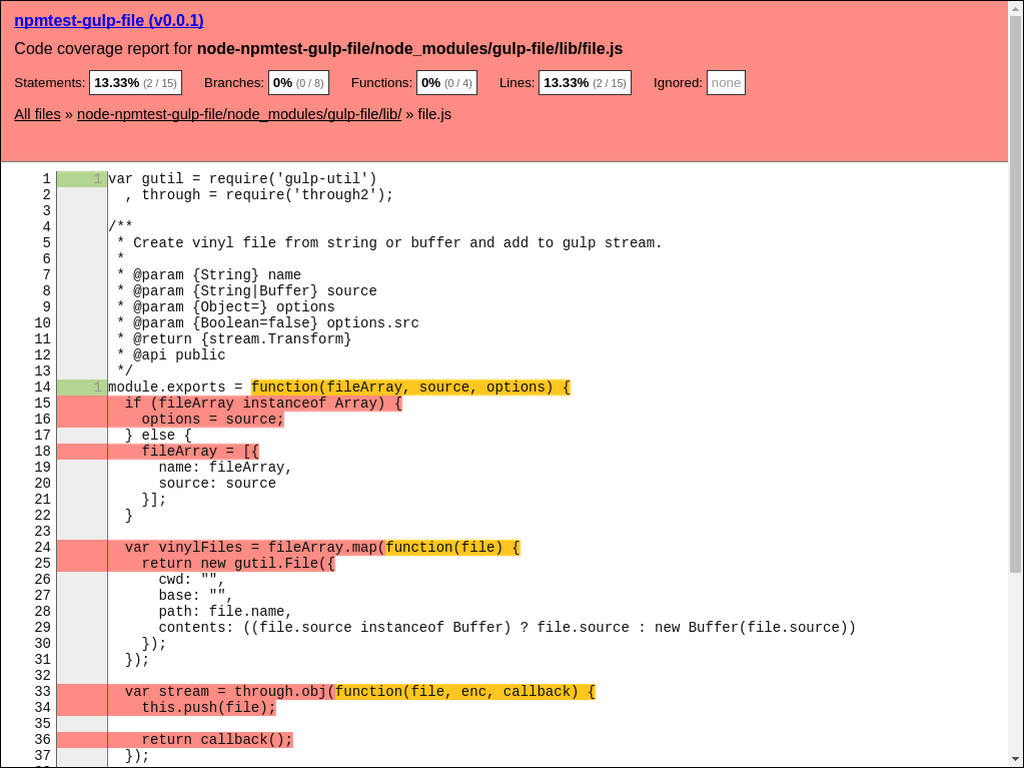 npmtest-gulp-file (v0.0.1)
Code coverage report for node-npmtest-gulp-file/node_modules/gulp-file/lib/file.js
Statements: 13.33% (2 / 15) Branches: 0% (0 / 8) Functions: 0% (0 / 4) Lines: 13.33% (2 / 15) Ignored: none
All files » node-npmtest-gulp-file/node_modules/gulp-file/lib/ » file.js
1 1 var gutil = require('gulp-util')
2   , through = require('through2');
3
4 /**
5  * Create vinyl file from string or buffer and add to gulp stream.
6  *
7  * @param {String} name
8  * @param {String|Buffer} source
9  * @param {Object=} options
10  * @param {Boolean=false} options.src
11  * @return {stream.Transform}
12  * @api public
13  */
14 1 module.exports = function(fileArray, source, options) {
15   if (fileArray instanceof Array) {
16     options = source;
17   } else {
18     fileArray = [{
19       name: fileArray,
20       source: source
21     }];
22   }
23
24   var vinylFiles = fileArray.map(function(file) {
25     return new gutil.File({
26       cwd: "",
27       base: "",
28       path: file.name,
29       contents: ((file.source instanceof Buffer) ? file.source : new Buffer(file.source))
30     });
31   });
32
33   var stream = through.obj(function(file, enc, callback) {
34     this.push(file);
35
36     return callback();
37   });